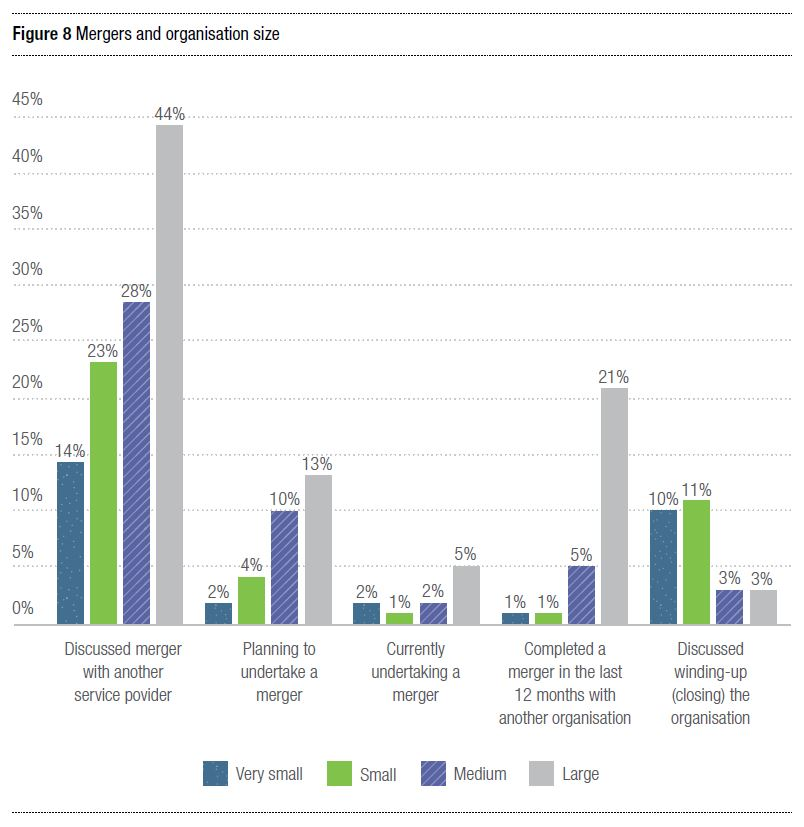 Figure 8 Mergers and organisation size
45%
40%
35%
30%
25%
20%
15%
10%
5%
0%
14%
23%
28%
44%
2%
4%
10%
13%
2%
1%
2%
5%
1%
1%
5%
21%
10%
11%
3%
3%
Discussed merger
with another
service povider
Planning to
undertake a
merger
Currently
undertaking a
merger
Completed a
merger in the last
12 months with
another organisation
Discussed
winding-up
(closing) the
organisation
Very small
Small
Medium
Large